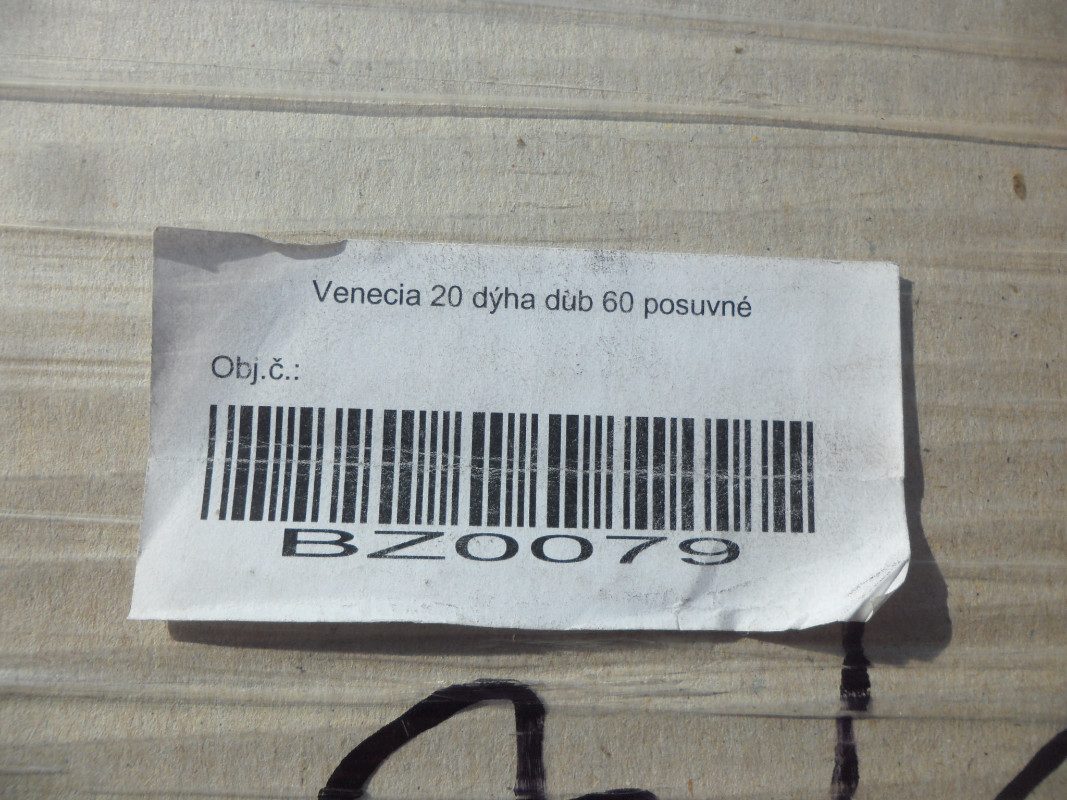 Venecia 20 dýha dub 60 posuvné
Obj.č.:
BZ0079